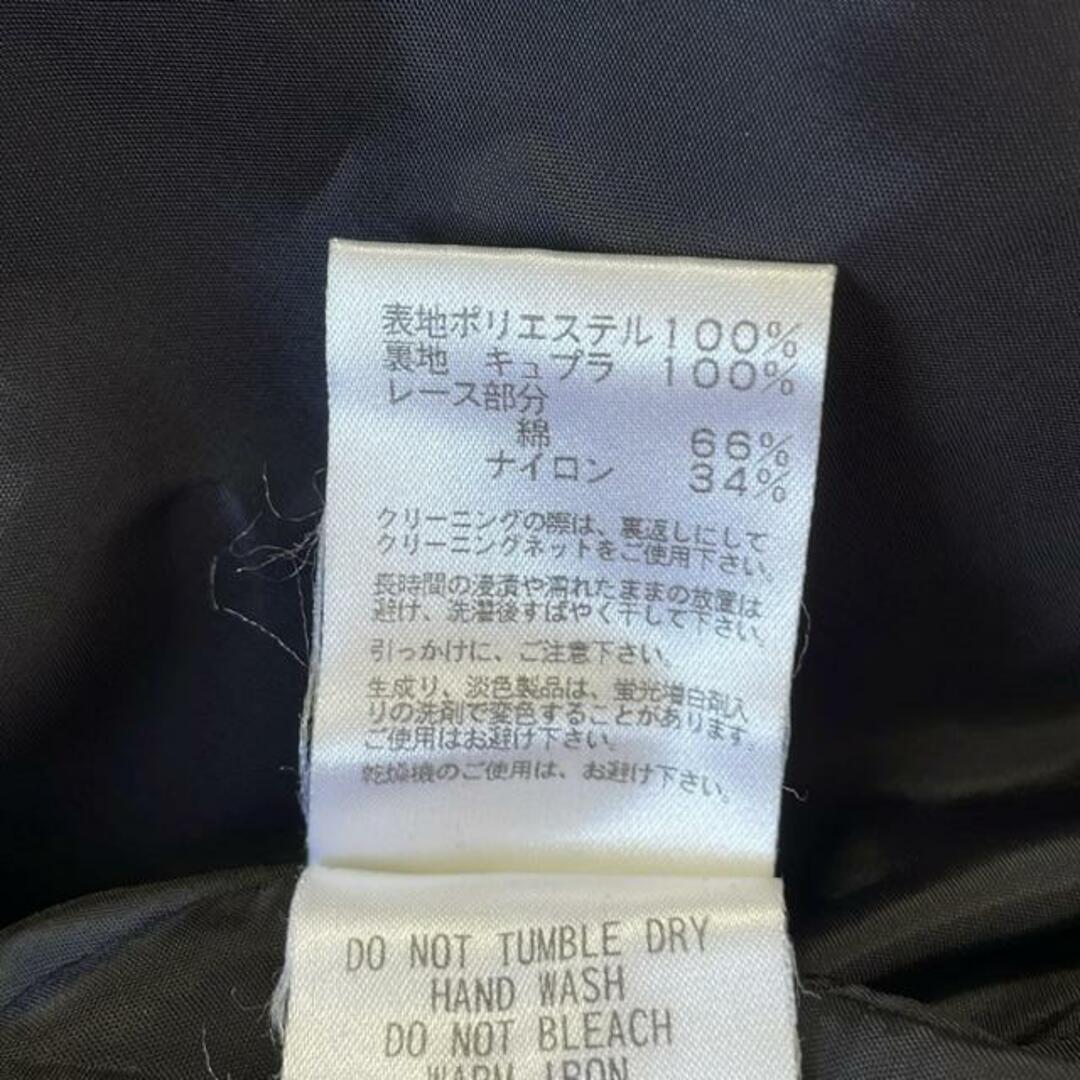 表地ポリエステル100%
裏地 キュプラ 100%
レース部分
綿 66%
ナイロン 34%
クリーニングの際は、裏返しにして
クリーニングネットをご使用下さい。
長時間の浸漬や濡れたままの放置は
避け、洗濯後すばやく干して下さい。
引っかけに、ご注意下さい。
生成り、淡色製品は、蛍光増白剤入
りの洗剤で変色することがあります。
ご使用はお避け下さい。
乾燥機のご使用は、お避け下さい。
DO NOT TUMBLE DRY
HAND WASH
DO NOT BLEACH
WARM IRON